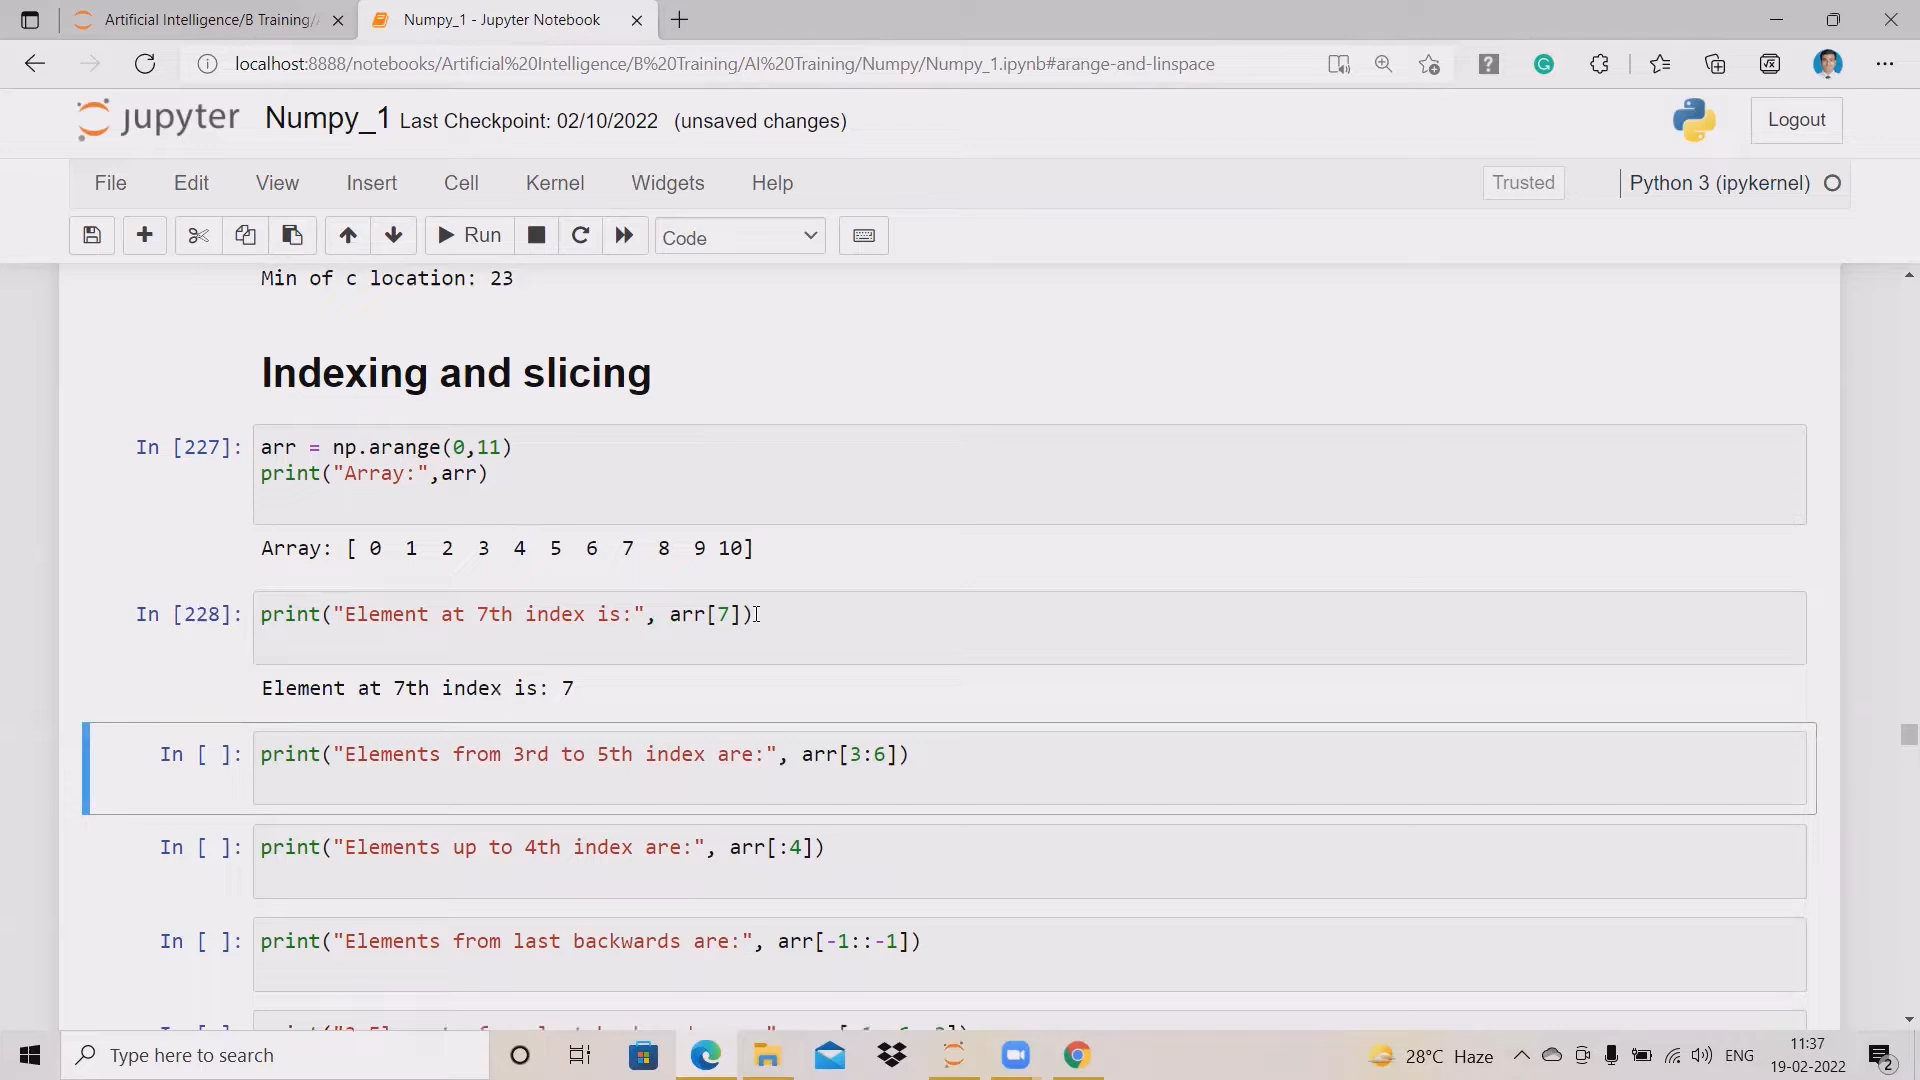 Artificial Intelligence/B Training/
Numpy_1 - Jupyter Notebook
localhost:8888/notebooks/Artificial%20Intelligence/B%20Training/AI%20Training/Numpy/Numpy_1.ipynb#arange-and-linspace
jupyter Numpy_1 Last Checkpoint: 02/10/2022 (unsaved changes)
Logout
File Edit View Insert Cell Kernel Widgets Help
Trusted Python 3 (ipykernel)
Run Code
Min of c location: 23
Indexing and slicing
In [227]: arr = np.arange(0,11)
print("Array:",arr)
Array: [ 0 1 2 3 4 5 6 7 8 9 10]
In [228]: print("Element at 7th index is:", arr[7])
Element at 7th index is: 7
In [ ]: print("Elements from 3rd to 5th index are:", arr[3:6])
In [ ]: print("Elements up to 4th index are:", arr[:4])
In [ ]: print("Elements from last backwards are:", arr[-1::-1])
Type here to search
28°C Haze
ENG
11:37
19-02-2022
2